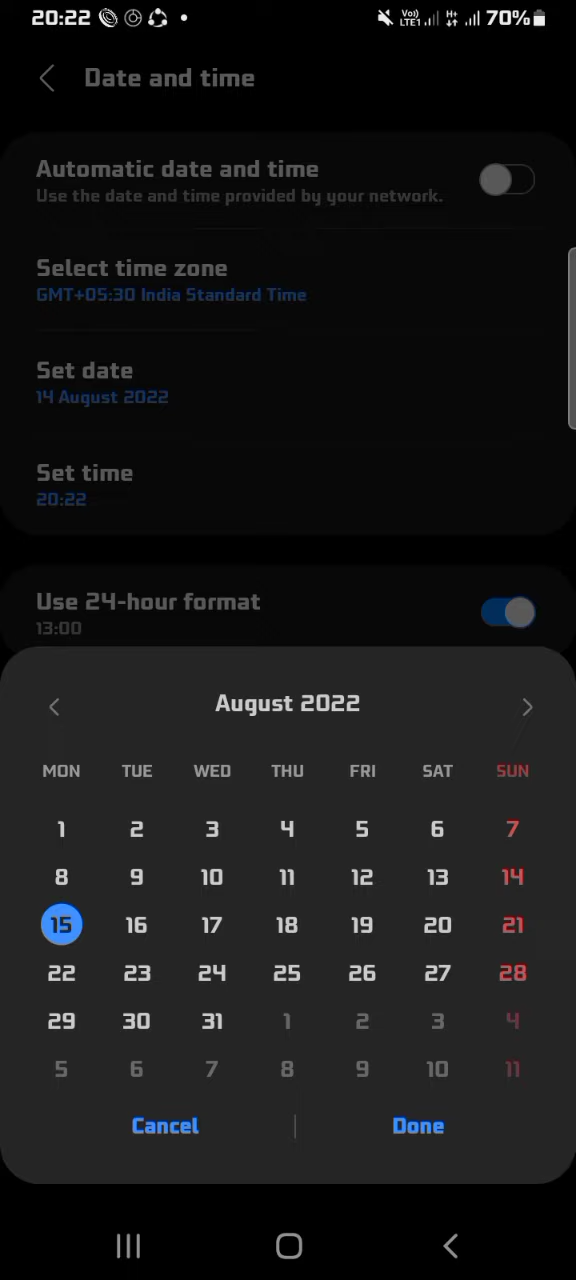 20:22 Vo) LTE1 H+ 70%
Date and time
Automatic date and time
Use the date and time provided by your network.
Select time zone
GMT+05:30 India Standard Time
Set date
14 August 2022
Set time
20:22
Use 24-hour format
13:00
August 2022
MON TUE WED THU FRI SAT SUN
1 2 3 4 5 6 7
8 9 10 11 12 13 14
15 16 17 18 19 20 21
22 23 24 25 26 27 28
29 30 31 1 2 3 4
5 6 7 8 9 10 11
Cancel Done